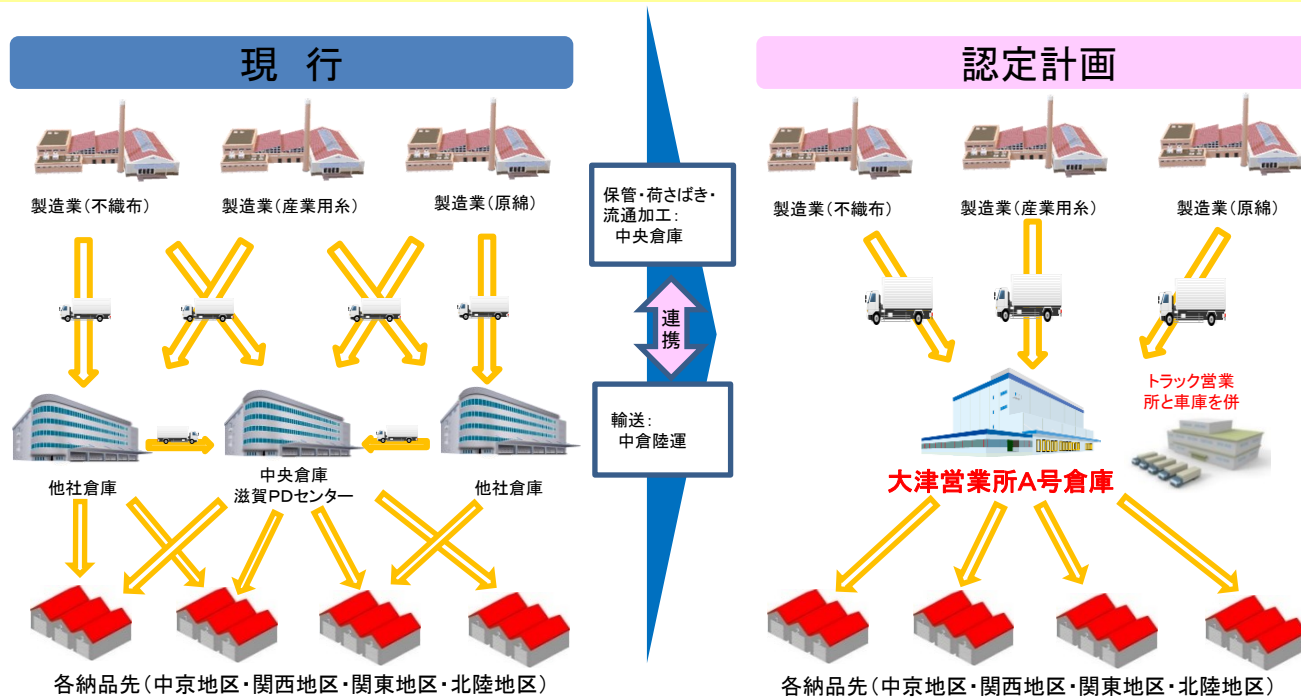 現 行
製造業(不織布)
製造業(産業用糸)
製造業(原綿)
他社倉庫
中央倉庫
滋賀PDセンター
他社倉庫
各納品先(中京地区・関西地区・関東地区・北陸地区)
保管・荷さばき・
流通加工:
中央倉庫
連
携
輸送:
中倉陸運
認定計画
製造業(不織布)
製造業(産業用糸)
製造業(原綿)
トラック営業
所と車庫を併
大津営業所A号倉庫
各納品先(中京地区・関西地区・関東地区・北陸地区)